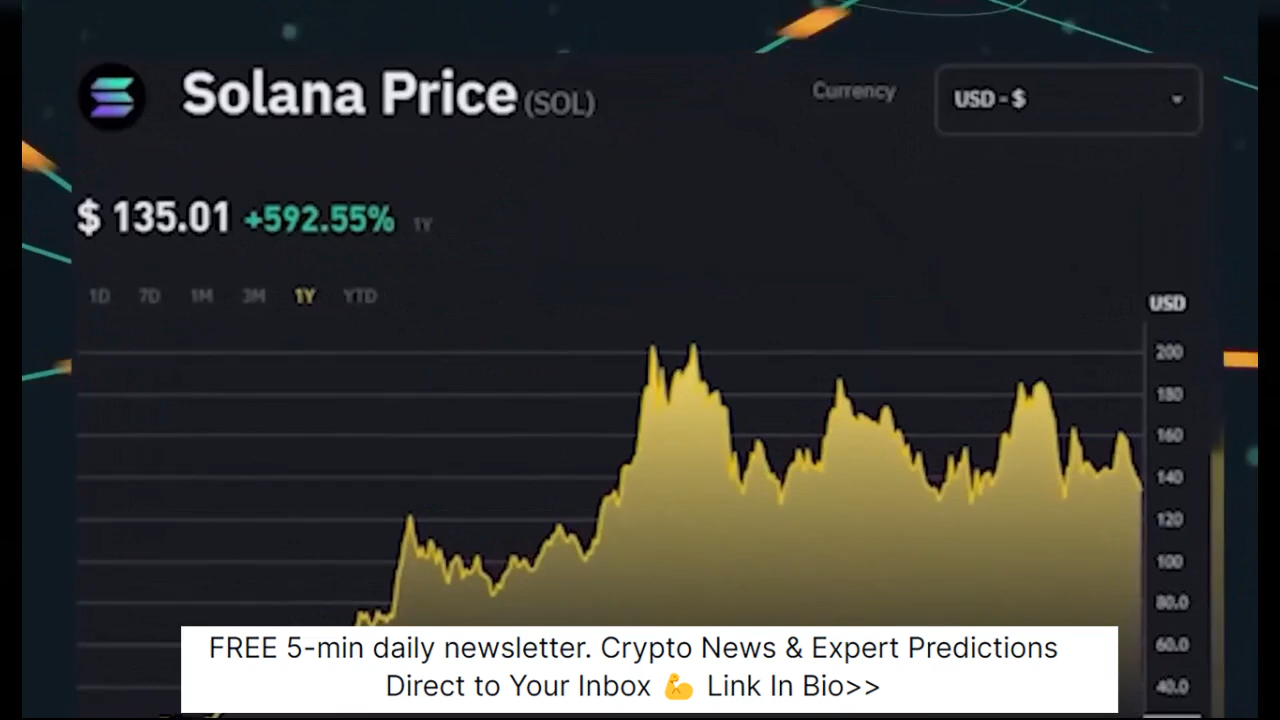 Solana Price (SOL)
Currency
USD - $
$ 135.01 +592.55% 1Y
1D 7D 1M 3M 1Y YTD
USD
200
180
160
140
120
100
80.0
60.0
40.0
FREE 5-min daily newsletter. Crypto News & Expert Predictions
Direct to Your Inbox 💪 Link In Bio>>